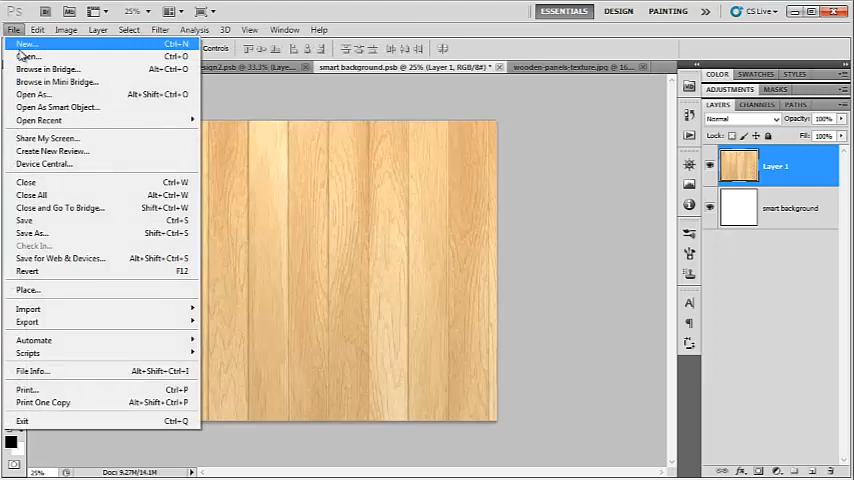 Ps 25% ESSENTIALS DESIGN PAINTING CS Live
File Edit Image Layer Select Filter Analysis 3D View Window Help
Controls
smart background.psb @ 25% (Layer 1, RGB/8#) * wooden-panels-texture.jpg @ 16...
New... Ctrl+N
Open... Ctrl+O
Browse in Bridge... Alt+Ctrl+O
Browse in Mini Bridge...
Open As... Alt+Shift+Ctrl+O
Open As Smart Object...
Open Recent
Share My Screen...
Create New Review...
Device Central...
Close Ctrl+W
Close All Alt+Ctrl+W
Close and Go To Bridge... Shift+Ctrl+W
Save Ctrl+S
Save As... Shift+Ctrl+S
Check In...
Save for Web & Devices... Alt+Shift+Ctrl+S
Revert F12
Place...
Import
Export
Automate
Scripts
File Info... Alt+Shift+Ctrl+I
Print... Ctrl+P
Print One Copy Alt+Shift+Ctrl+P
Exit Ctrl+Q
COLOR SWATCHES STYLES
ADJUSTMENTS MASKS
LAYERS CHANNELS PATHS
Normal Opacity: 100%
Lock: Fill: 100%
Layer 1
smart background
25% Doc: 9.27M/14.1M